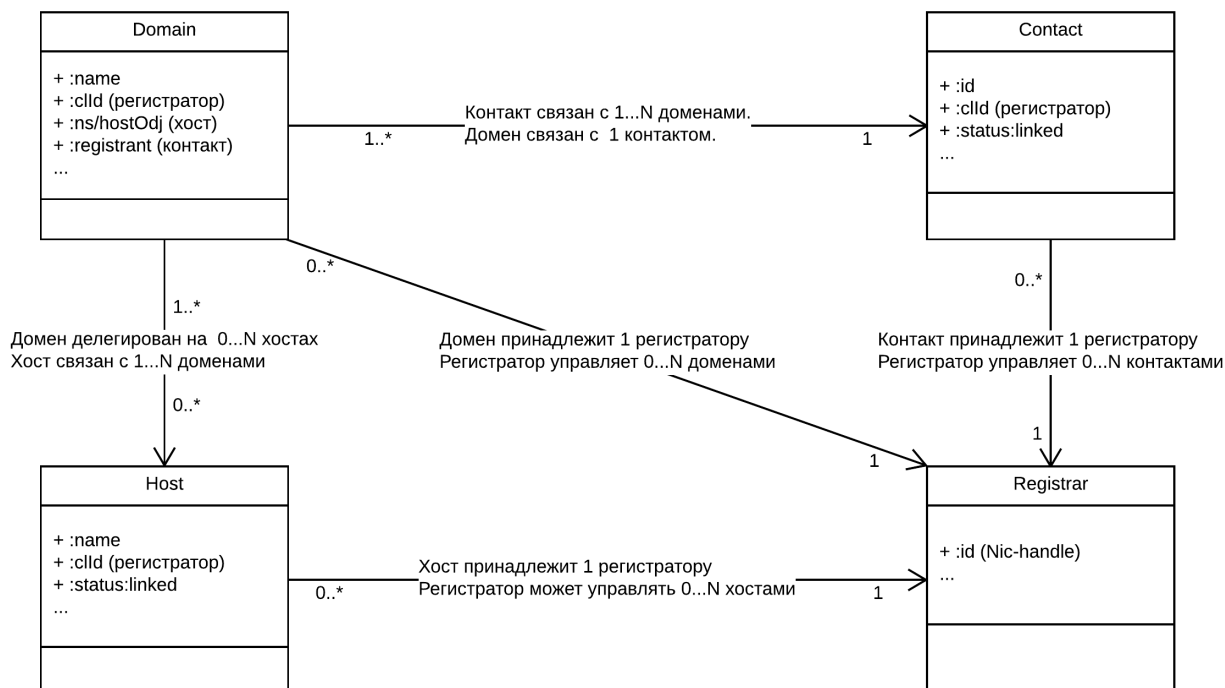 Domain
+ :name
+ :clId (регистратор)
+ :ns/hostOdj (хост)
+ :registrant (контакт)
...
Контакт связан с 1...N доменами.
Домен связан с  1 контактом.
1..*
1
Contact
+ :id
+ :clId (регистратор)
+ :status:linked
...
1..*
Домен делегирован на  0...N хостах
Хост связан с 1...N доменами
0..*
0..*
Домен принадлежит 1 регистратору
Регистратор управляет 0...N доменами
1
0..*
Контакт принадлежит 1 регистратору
Регистратор управляет 0...N контактами
1
Host
+ :name
+ :clId (регистратор)
+ :status:linked
...
Хост принадлежит 1 регистратору
Регистратор может управлять 0...N хостами
0..*
1
Registrar
+ :id (Nic-handle)
...